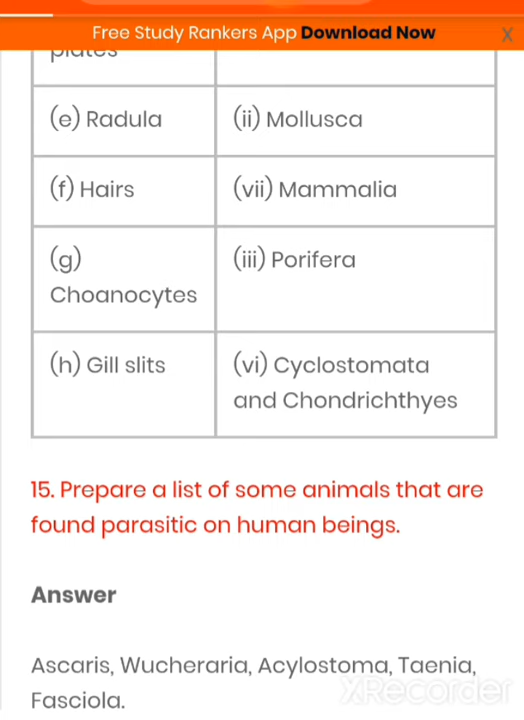 Free Study Rankers App Download Now X
plates
(e) Radula (ii) Mollusca
(f) Hairs (vii) Mammalia
(g) (iii) Porifera
Choanocytes
(h) Gill slits (vi) Cyclostomata
and Chondrichthyes
15. Prepare a list of some animals that are
found parasitic on human beings.
Answer
Ascaris, Wucheraria, Acylostoma, Taenia,
Fasciola.
XRecorder